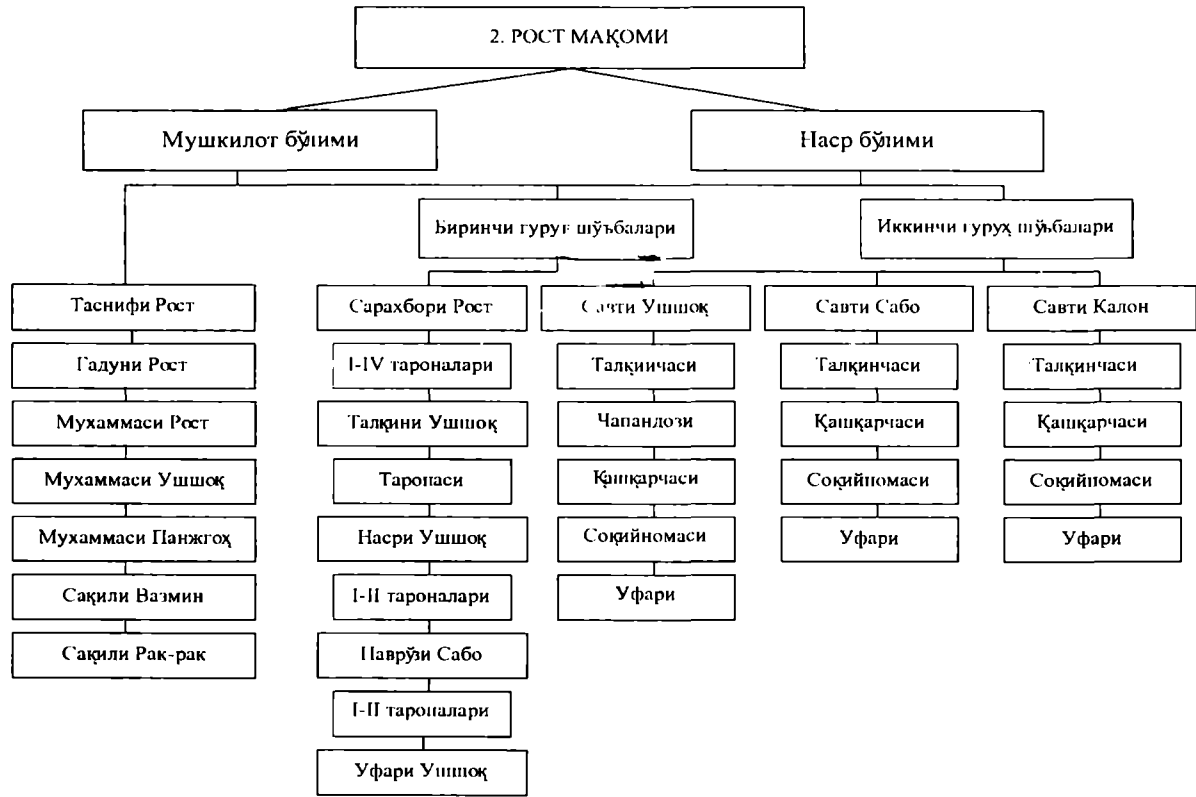 2. РОСТ МАҚОМИ
Мушкилот бўлими
Наср бўлими
Биринчи гуруҳ шўъбалари
Иккинчи гуруҳ шўъбалари
Таснифи Рост
Гадуни Рост
Мухаммаси Рост
Мухаммаси Ушшоқ
Мухаммаси Панжгоҳ
Сақили Вазмин
Сақили Рак-рак
Сарахбори Рост
I-IV тароналари
Талқини Ушшоқ
Таронаси
Насри Ушшоқ
I-II тароналари
Наврўзи Сабо
I-II тароналари
Уфари Ушшоқ
Савти Ушшоқ
Талқинчаси
Чапандози
Қашқарчаси
Соқийномаси
Уфари
Савти Сабо
Талқинчаси
Қашқарчаси
Соқийномаси
Уфари
Савти Калон
Талқинчаси
Қашқарчаси
Соқийномаси
Уфари